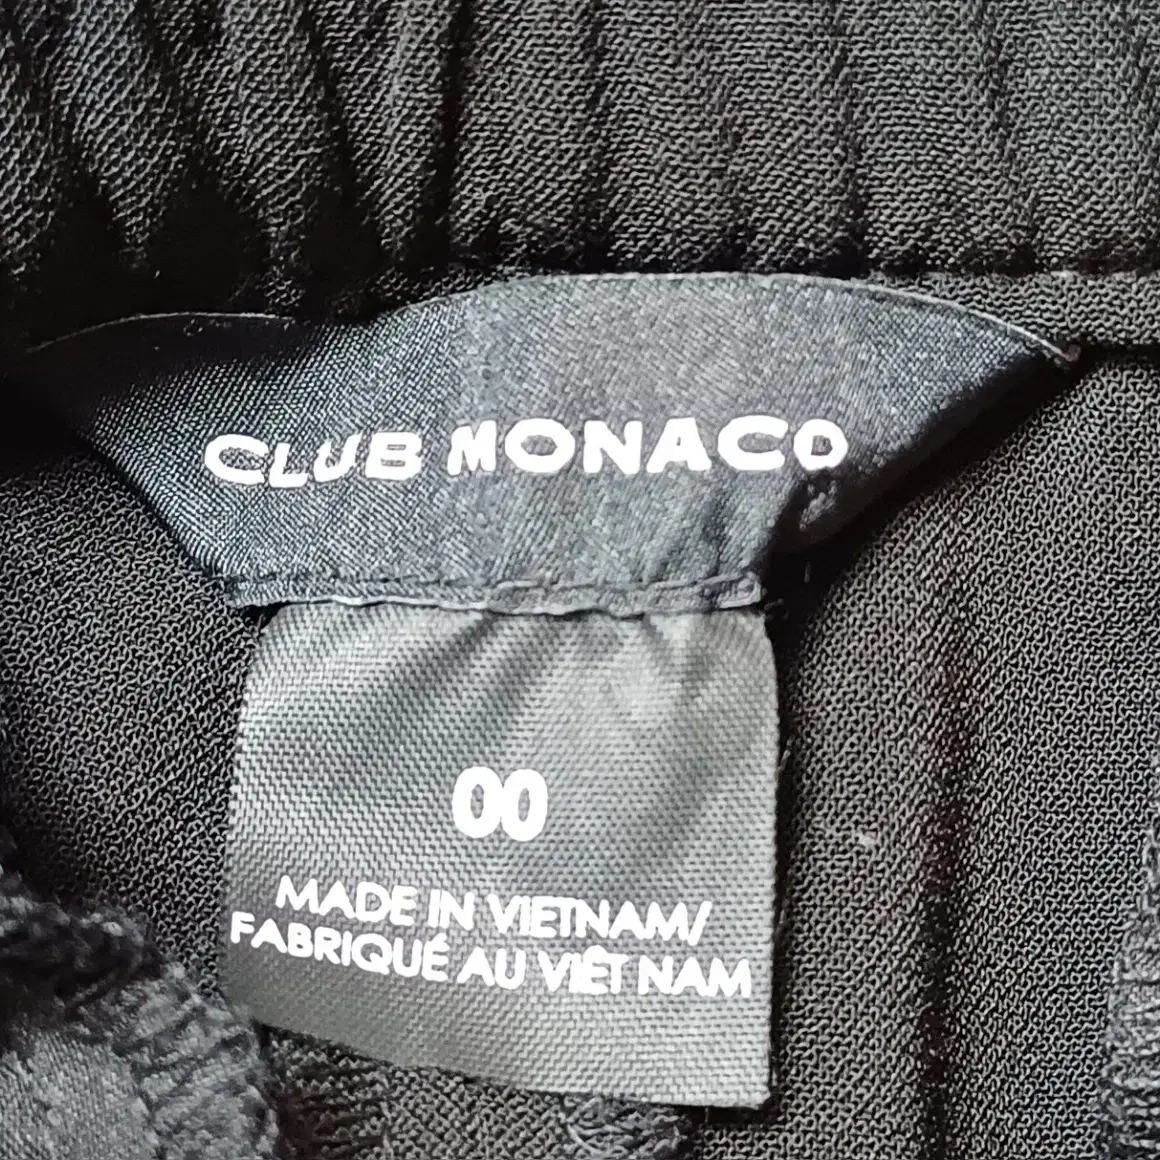 CLUB MONACO
00
MADE IN VIETNAM/
FABRIQUÉ AU VIÊT NAM